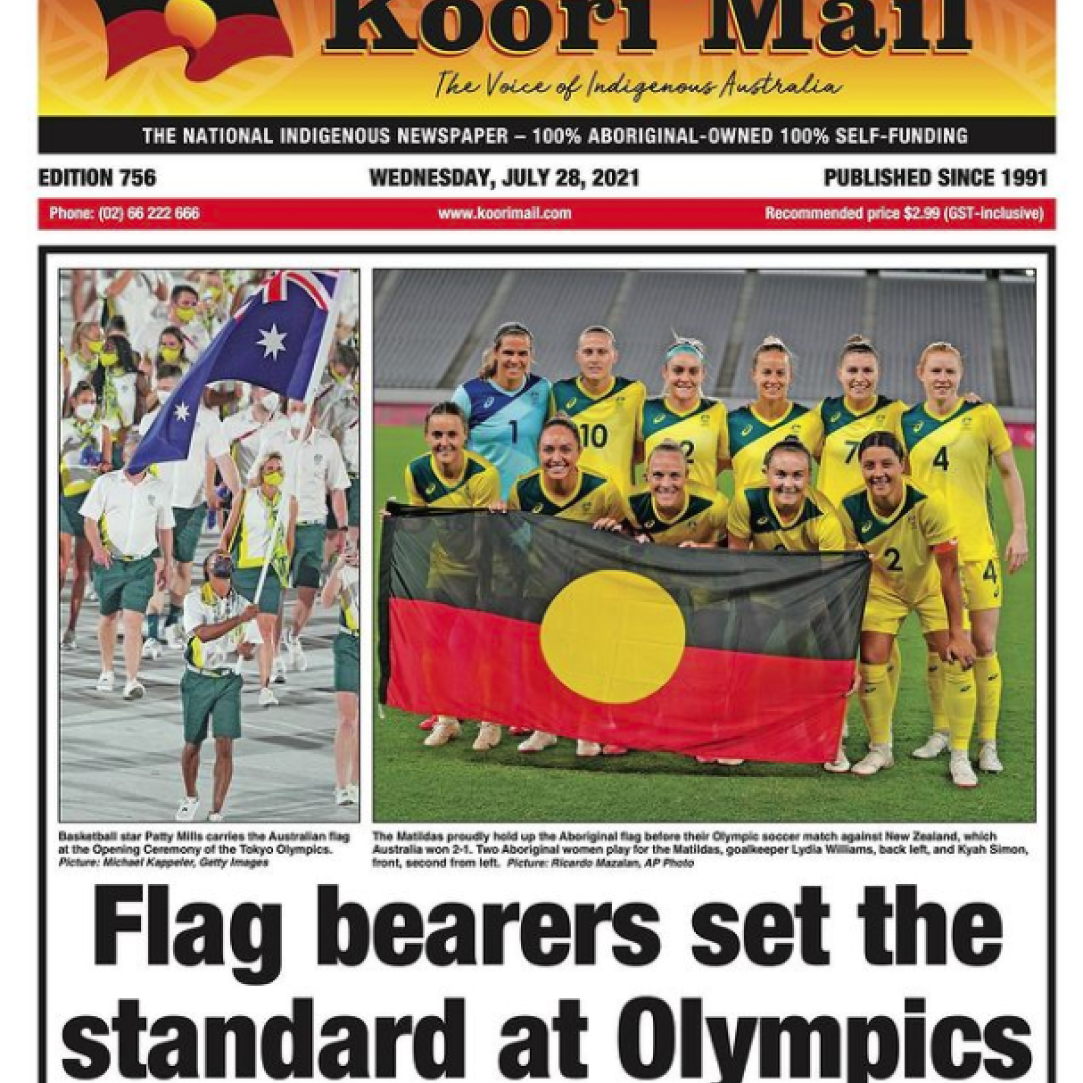 Koori Mail
The Voice of Indigenous Australia
THE NATIONAL INDIGENOUS NEWSPAPER – 100% ABORIGINAL-OWNED 100% SELF-FUNDING
EDITION 756
WEDNESDAY, JULY 28, 2021
PUBLISHED SINCE 1991
Phone: (02) 66 222 666
www.koorimail.com
Recommended price $2.99 (GST-inclusive)
1
10
2
7
4
2
4
Basketball star Patty Mills carries the Australian flag
at the Opening Ceremony of the Tokyo Olympics.
Picture: Michael Kappeler, Getty Images
The Matildas proudly hold up the Aboriginal flag before their Olympic soccer match against New Zealand, which
Australia won 2-1. Two Aboriginal women play for the Matildas, goalkeeper Lydia Williams, back left, and Kyah Simon,
front, second from left. Picture: Ricardo Mazalan, AP Photo
Flag bearers set the
standard at Olympics